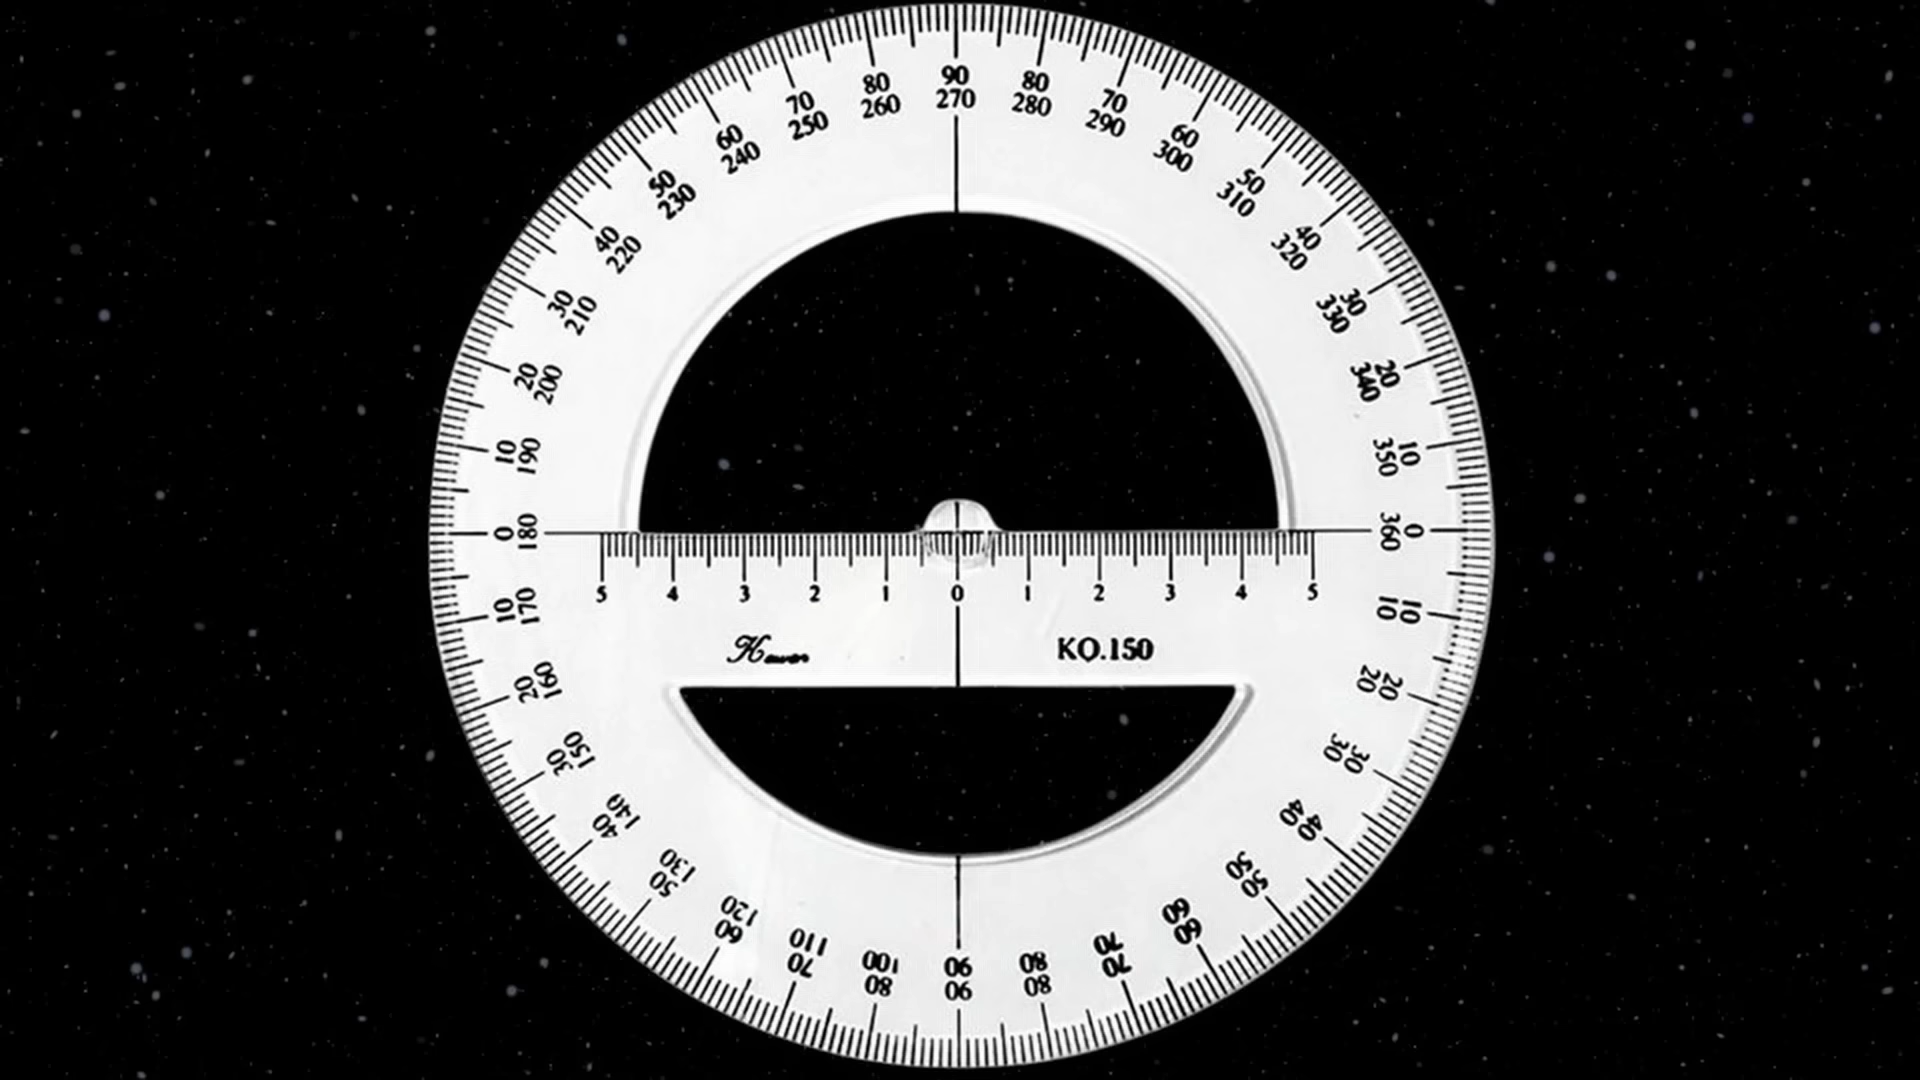 90
80 80
270
260 280
70 70
250 290
60 60
240 300
50 50
230 310
40 40
220 320
30 30
210 330
20 20
200 340
10 10
190 350
0 180 360 0
5 4 3 2 1 0 1 2 3 4 5
10 170 10 10
KO.150
20 160 20 20
30 150 30 30
40 140 40 40
50 130 50 50
60 120 60 60
70 110 70 70
80 100 80 80
90
90